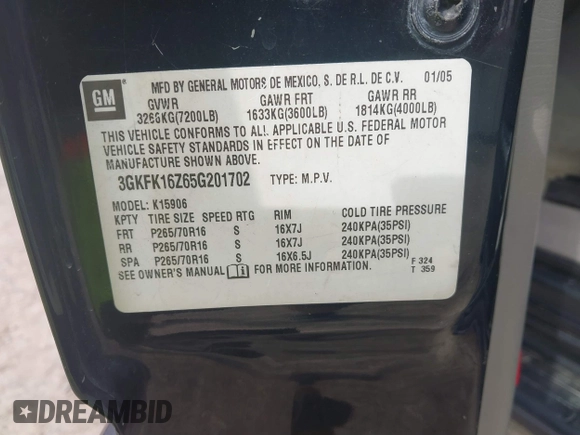 GM
MFD BY GENERAL MOTORS DE MEXICO, S. DE R.L. DE C.V. 01/05
GVWR GAWR FRT GAWR RR
3266KG(7200LB) 1633KG(3600LB) 1814KG(4000LB)
THIS VEHICLE CONFORMS TO ALL APPLICABLE U.S. FEDERAL MOTOR
VEHICLE SAFETY STANDARDS IN EFFECT ON THE DATE OF
MANUFACTURE SHOWN ABOVE.
3GKFK16Z65G201702 TYPE: M.P.V.
MODEL: K15906
KPTY TIRE SIZE SPEED RTG RIM COLD TIRE PRESSURE
FRT P265/70R16 S 16X7J 240KPA(35PSI)
RR P265/70R16 S 16X7J 240KPA(35PSI)
SPA P265/70R16 S 16X6.5J 240KPA(35PSI)
SEE OWNER'S MANUAL FOR MORE INFORMATION. F 324
T 359
DREAMBID